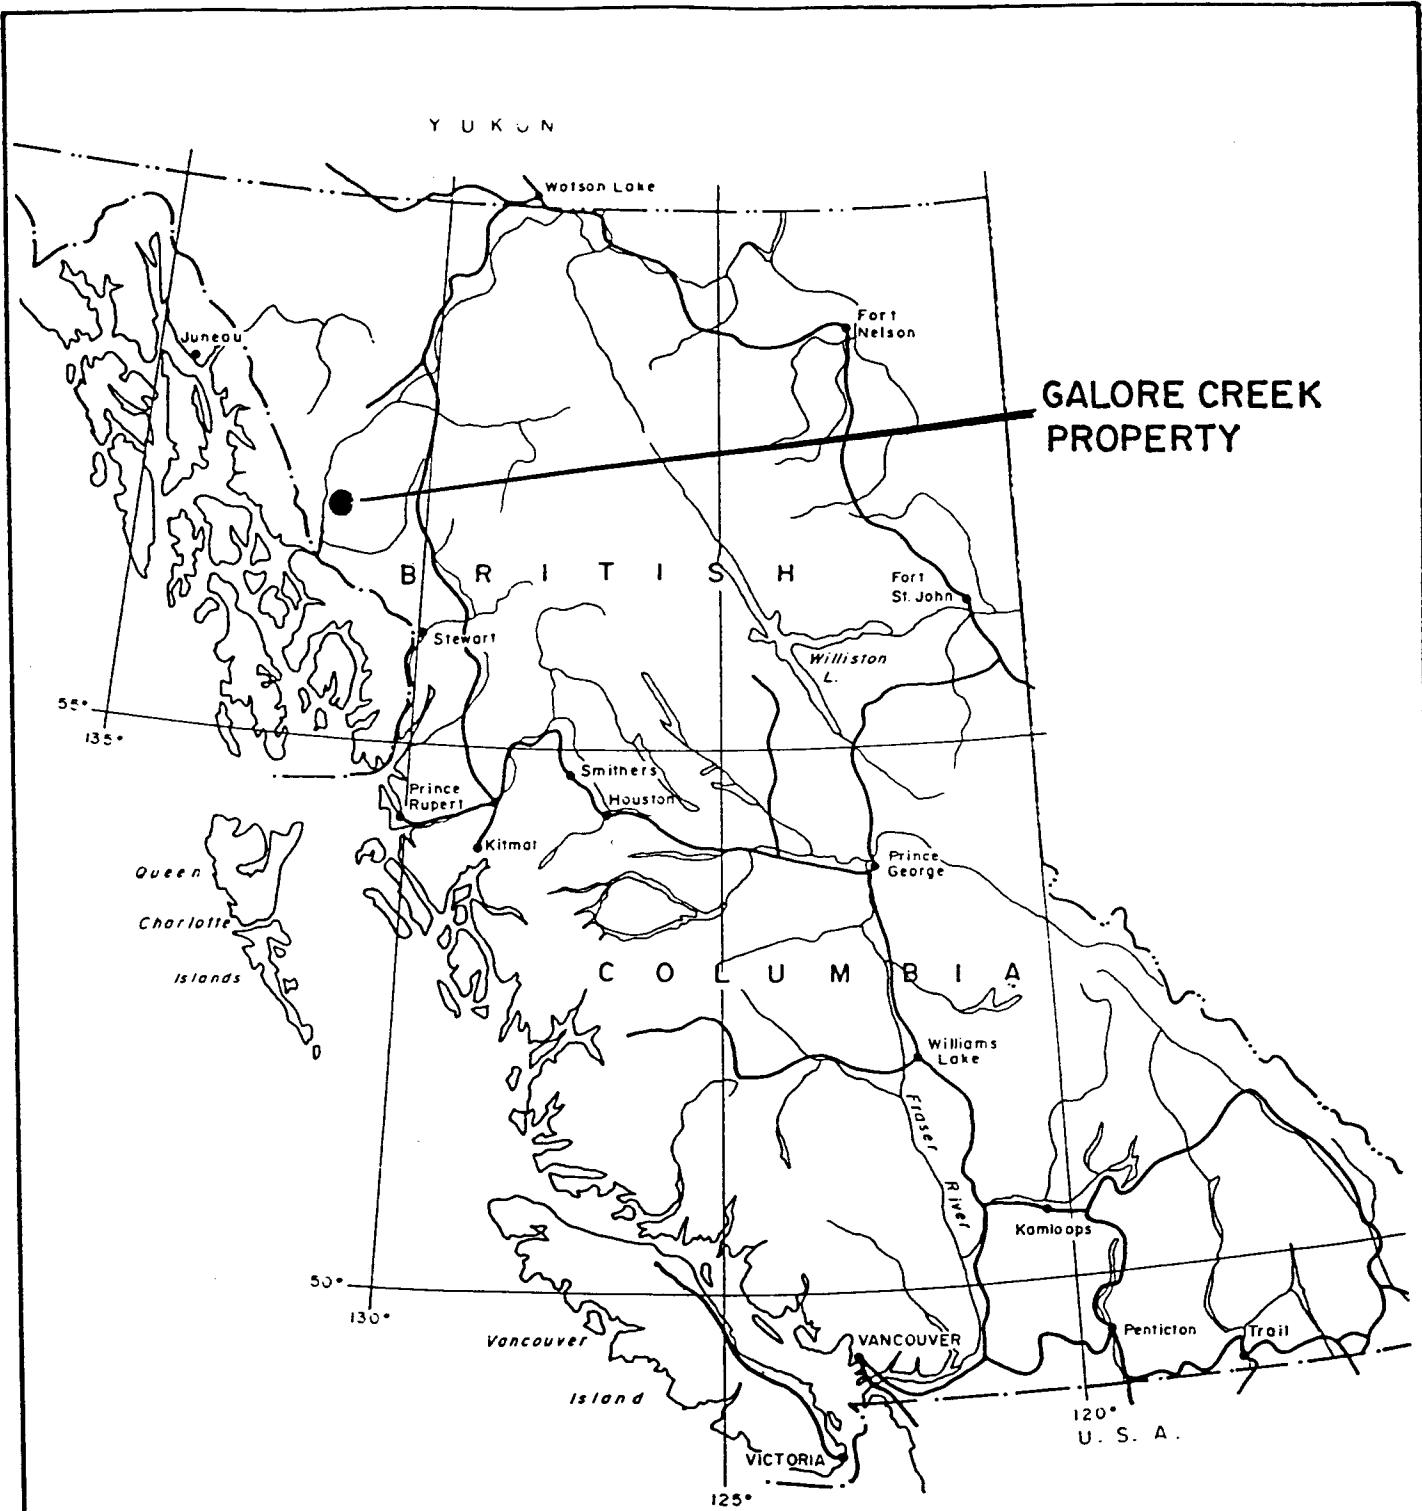 YUKON
Watson Lake
Juneau
Fort
Nelson
GALORE CREEK
PROPERTY
BRITISH
Fort
St. John
Stewart
Williston
L.
55°
135°
Smithers
Prince
Rupert
Houston
Kitmat
Prince
George
Queen
Charlotte
Islands
COLUMBIA
Williams
Lake
Fraser
River
Kamloops
50°
130°
Vancouver
Island
VANCOUVER
Penticton
Trail
120°
U. S. A.
VICTORIA
125°